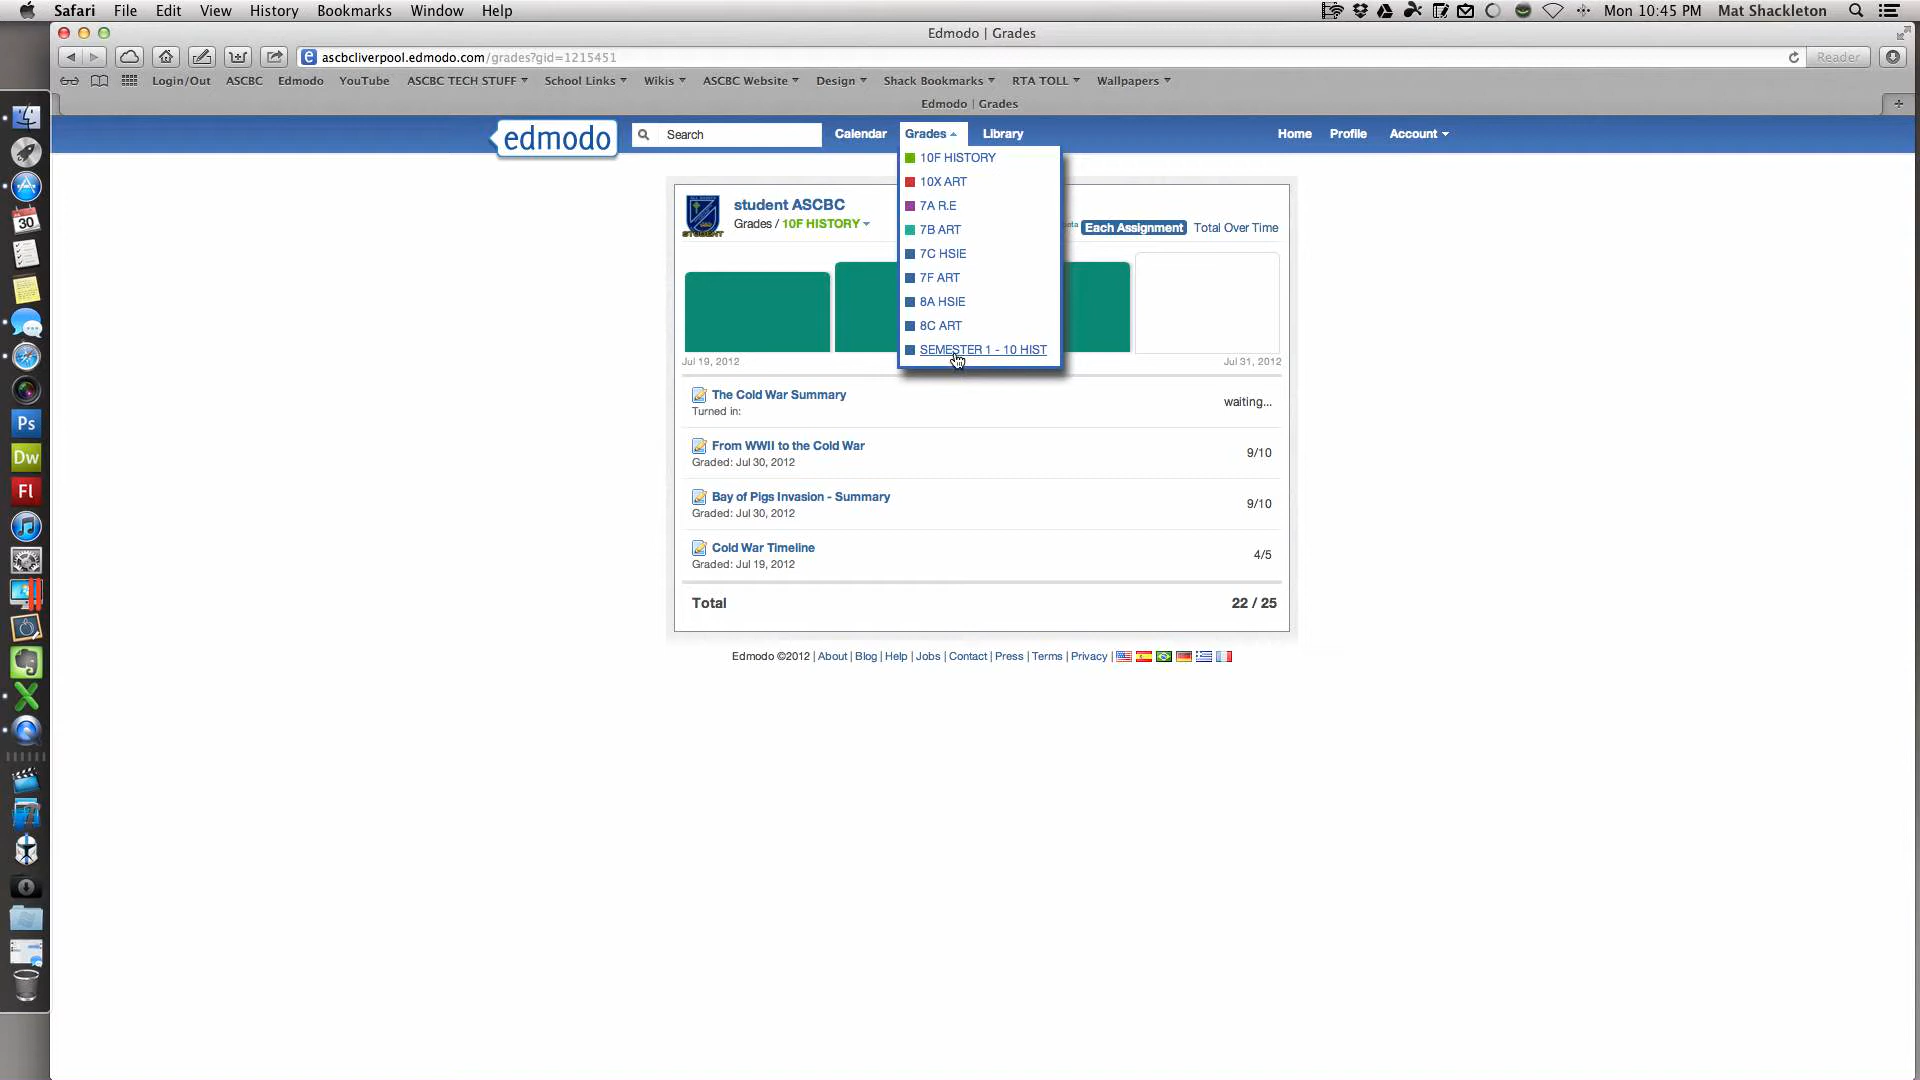 Safari File Edit View History Bookmarks Window Help
Mon 10:45 PM Mat Shackleton
Edmodo | Grades
ascbcliverpool.edmodo.com/grades?gid=1215451
Reader
Login/Out ASCBC Edmodo YouTube ASCBC TECH STUFF School Links Wikis ASCBC Website Design Shack Bookmarks RTA TOLL Wallpapers
Edmodo | Grades
edmodo Search Calendar Grades Library Home Profile Account
10F HISTORY
10X ART
7A R.E
7B ART
7C HSIE
7F ART
8A HSIE
8C ART
SEMESTER 1 - 10 HIST
student ASCBC
Grades / 10F HISTORY
beta Each Assignment Total Over Time
STUDENT
Jul 19, 2012 Jul 31, 2012
The Cold War Summary
Turned in:
waiting...
From WWII to the Cold War
Graded: Jul 30, 2012
9/10
Bay of Pigs Invasion - Summary
Graded: Jul 30, 2012
9/10
Cold War Timeline
Graded: Jul 19, 2012
4/5
Total 22 / 25
Edmodo ©2012 | About | Blog | Help | Jobs | Contact | Press | Terms | Privacy |
30
Ps
Dw
Fl